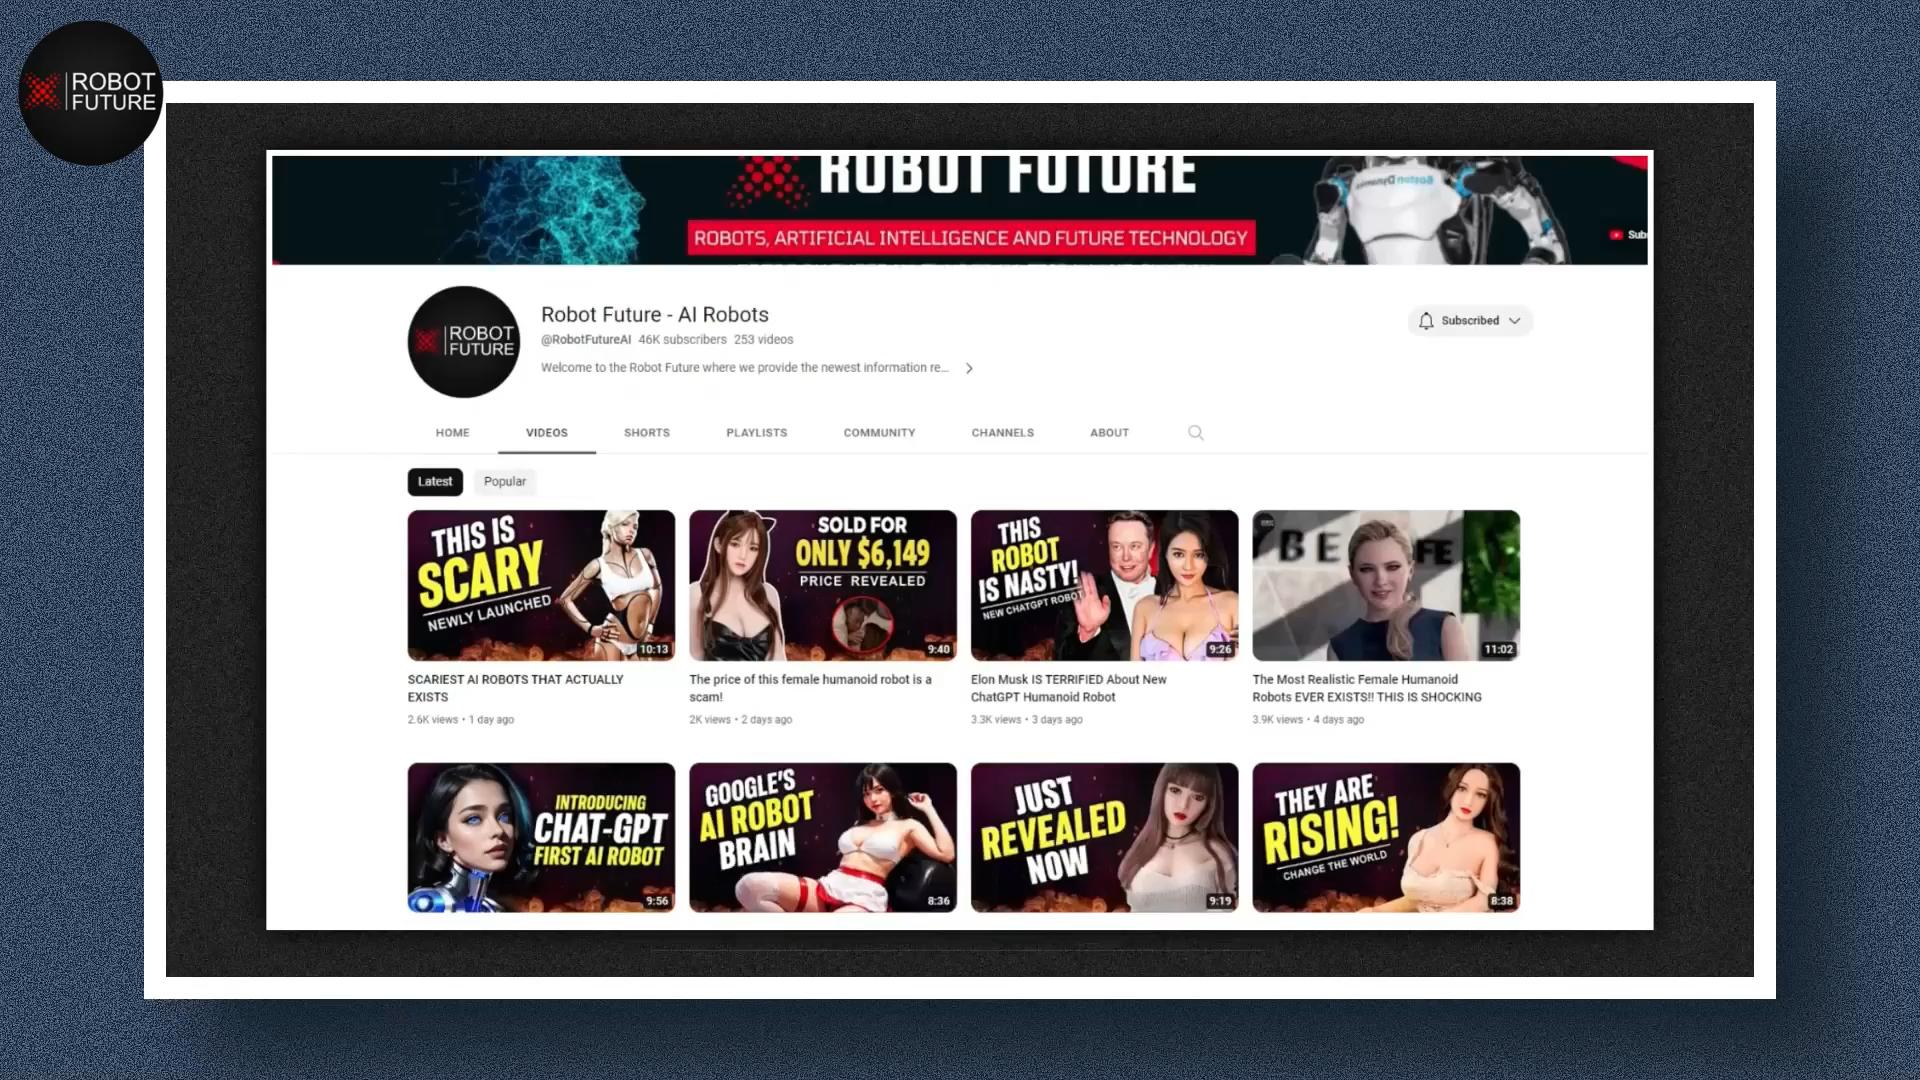 ROBOT
FUTURE
ROBOT FUTURE
Boston Dynamics
ROBOTS, ARTIFICIAL INTELLIGENCE AND FUTURE TECHNOLOGY
ROBOT
FUTURE
Robot Future - AI Robots
@RobotFutureAI 46K subscribers 253 videos
Welcome to the Robot Future where we provide the newest information re...
Subscribed
HOME VIDEOS SHORTS PLAYLISTS COMMUNITY CHANNELS ABOUT
Latest Popular
THIS IS
SCARY
NEWLY LAUNCHED
10:13
SOLD FOR
ONLY $6,149
PRICE REVEALED
9:40
THIS
ROBOT
IS NASTY!
NEW CHATGPT ROBOT
9:26
BE FE
11:02
SCARIEST AI ROBOTS THAT ACTUALLY
EXISTS
2.6K views • 1 day ago
The price of this female humanoid robot is a
scam!
2K views • 2 days ago
Elon Musk IS TERRIFIED About New
ChatGPT Humanoid Robot
3.3K views • 3 days ago
The Most Realistic Female Humanoid
Robots EVER EXISTS!! THIS IS SHOCKING
3.9K views • 4 days ago
INTRODUCING
CHAT-GPT
FIRST AI ROBOT
9:56
GOOGLE'S
AI ROBOT
BRAIN
8:36
JUST
REVEALED
NOW
9:19
THEY ARE
RISING!
CHANGE THE WORLD
8:38